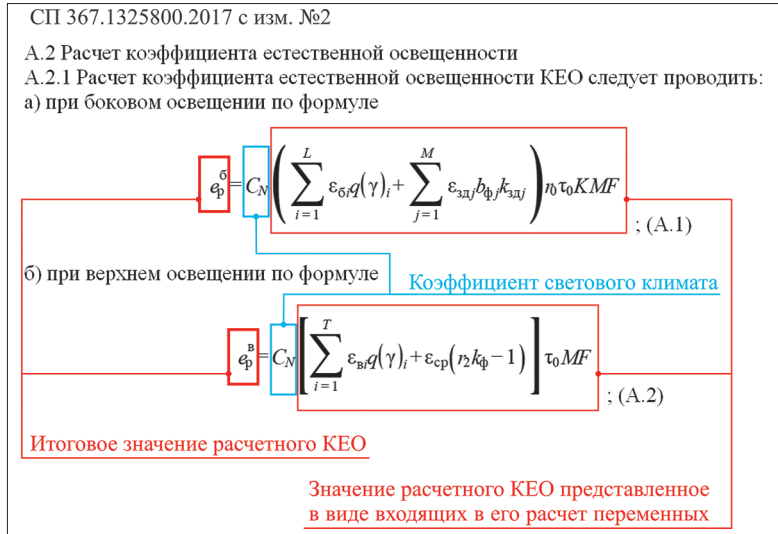 СП 367.1325800.2017 с изм. №2
А.2 Расчет коэффициента естественной освещенности
А.2.1 Расчет коэффициента естественной освещенности КЕО следует проводить:
а) при боковом освещении по формуле
e_р^б = C_N ( ∑_{i=1}^{L} ε_{бi} q(γ)_i + ∑_{j=1}^{M} ε_{здj} b_{фj} k_{здj} ) r_0 τ_0 KMF ; (А.1)
б) при верхнем освещении по формуле
Коэффициент светового климата
e_р^в = C_N [ ∑_{i=1}^{T} ε_{вi} q(γ)_i + ε_{ср} (r_2 k_ф − 1) ] τ_0 MF ; (А.2)
Итоговое значение расчетного КЕО
Значение расчетного КЕО представленное
в виде входящих в его расчет переменных